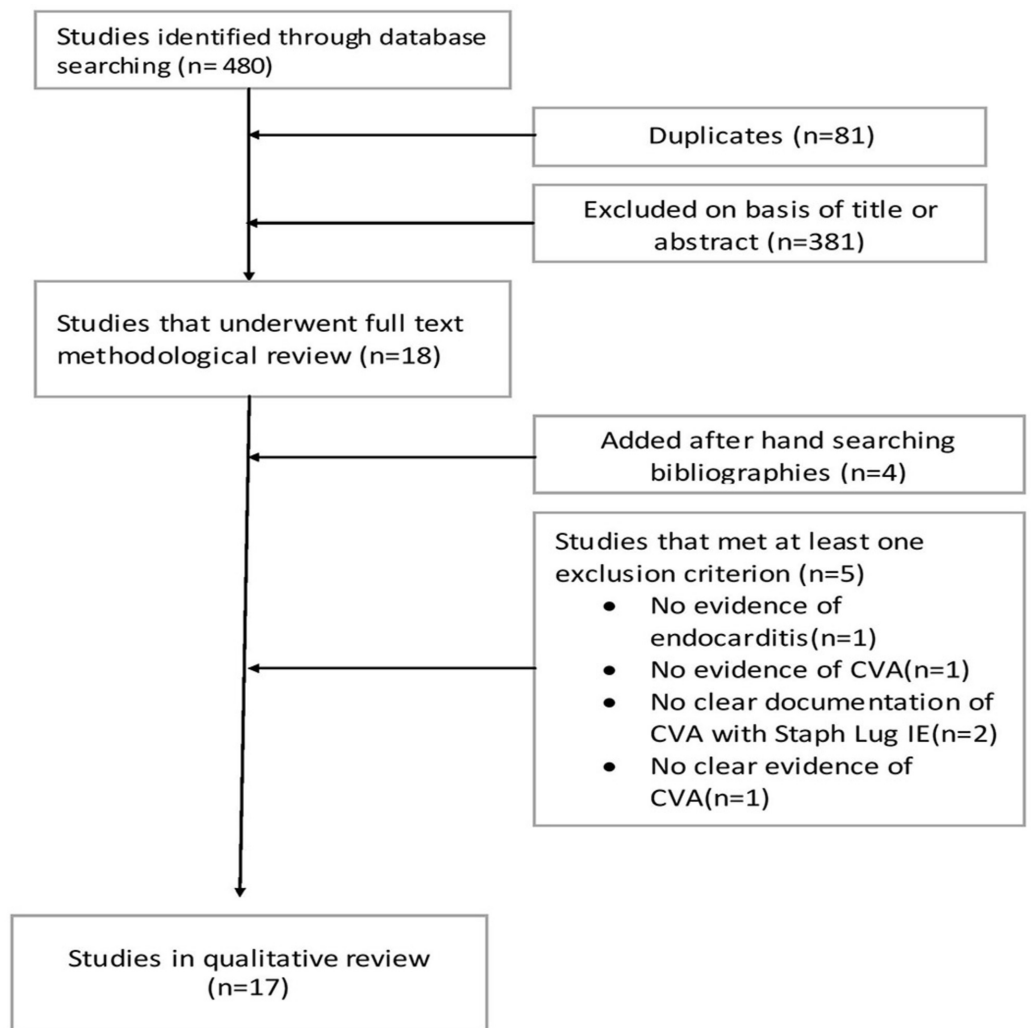 Studies identified through database
searching (n= 480)
Duplicates (n=81)
Excluded on basis of title or
abstract (n=381)
Studies that underwent full text
methodological review (n=18)
Added after hand searching
bibliographies (n=4)
Studies that met at least one
exclusion criterion (n=5)
• No evidence of
endocarditis(n=1)
• No evidence of CVA(n=1)
• No clear documentation of
CVA with Staph Lug IE(n=2)
• No clear evidence of
CVA(n=1)
Studies in qualitative review
(n=17)